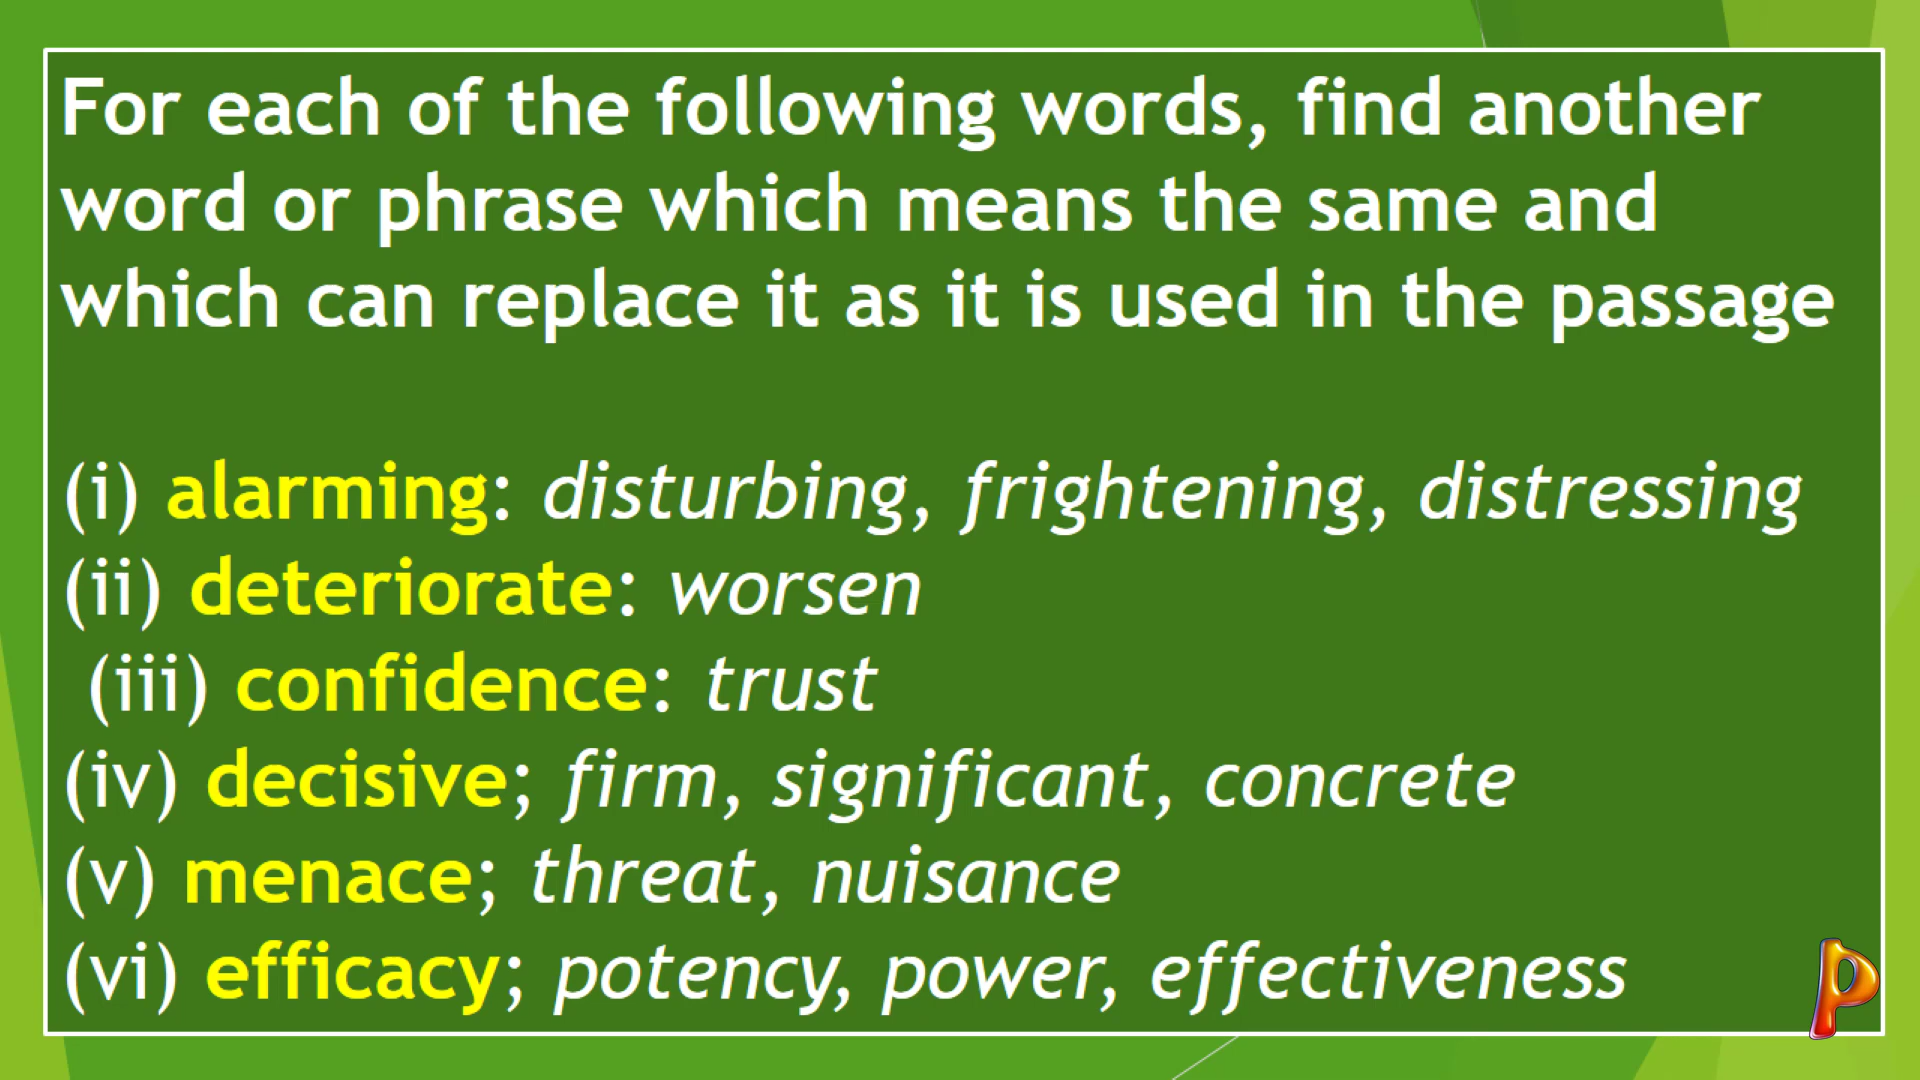 For each of the following words, find another
word or phrase which means the same and
which can replace it as it is used in the passage
(i) alarming: disturbing, frightening, distressing
(ii) deteriorate: worsen
(iii) confidence: trust
(iv) decisive; firm, significant, concrete
(v) menace; threat, nuisance
(vi) efficacy; potency, power, effectiveness
P